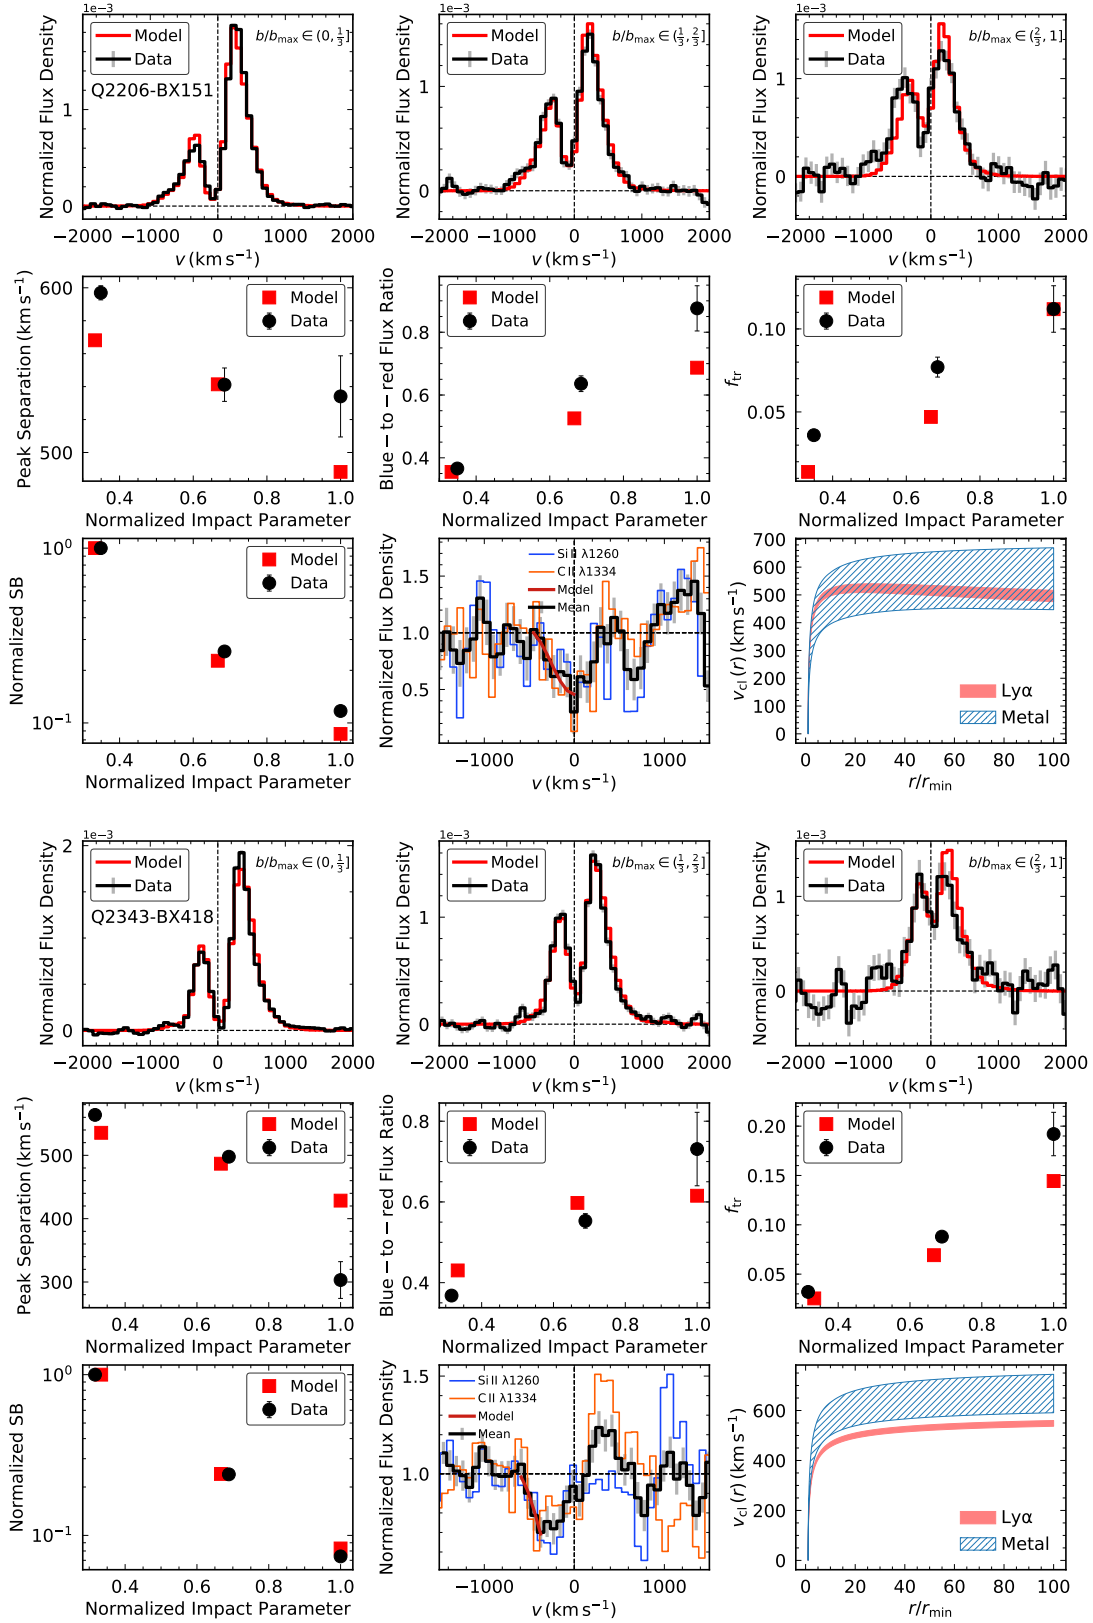 1e−3
Model
Data
b/b_max ∈ (0, 1/3]
Q2206-BX151
Normalizd Flux Density
1
0
−2000 −1000 0 1000 2000
v (km s⁻¹)
1e−3
Model
Data
b/b_max ∈ (1/3, 2/3]
Normalizd Flux Density
1
0
−2000 −1000 0 1000 2000
v (km s⁻¹)
1e−3
Model
Data
b/b_max ∈ (2/3, 1]
Normalizd Flux Density
1
0
−2000 −1000 0 1000 2000
v (km s⁻¹)
Peak Separation (km s⁻¹)
600
500
Model
Data
0.4 0.6 0.8 1.0
Normalized Impact Parameter
Blue−to−red Flux Ratio
0.8
0.6
0.4
Model
Data
0.4 0.6 0.8 1.0
Normalized Impact Parameter
f_tr
0.10
0.05
Model
Data
0.4 0.6 0.8 1.0
Normalized Impact Parameter
Normalized SB
10⁰
10⁻¹
Model
Data
0.4 0.6 0.8 1.0
Normalized Impact Parameter
Normalized Flux Density
1.5
1.0
0.5
Si II λ1260
C II λ1334
Model
Mean
−1000 0 1000
v (km s⁻¹)
v_cl(r) (km s⁻¹)
700
600
500
400
300
200
100
0
Lyα
Metal
0 20 40 60 80 100
r/r_min
1e−3
Model
Data
b/b_max ∈ (0, 1/3]
Q2343-BX418
Normalizd Flux Density
2
1
0
−2000 −1000 0 1000 2000
v (km s⁻¹)
1e−3
Model
Data
b/b_max ∈ (1/3, 2/3]
Normalizd Flux Density
1
0
−2000 −1000 0 1000 2000
v (km s⁻¹)
1e−3
Model
Data
b/b_max ∈ (2/3, 1]
Normalizd Flux Density
1
0
−2000 −1000 0 1000 2000
v (km s⁻¹)
Peak Separation (km s⁻¹)
500
400
300
Model
Data
0.4 0.6 0.8 1.0
Normalized Impact Parameter
Blue−to−red Flux Ratio
0.8
0.6
0.4
Model
Data
0.4 0.6 0.8 1.0
Normalized Impact Parameter
f_tr
0.20
0.15
0.10
0.05
Model
Data
0.4 0.6 0.8 1.0
Normalized Impact Parameter
Normalized SB
10⁰
10⁻¹
Model
Data
0.4 0.6 0.8 1.0
Normalized Impact Parameter
Normalized Flux Density
1.5
1.0
Si II λ1260
C II λ1334
Model
Mean
−1000 0 1000
v (km s⁻¹)
v_cl(r) (km s⁻¹)
600
400
200
0
Lyα
Metal
0 20 40 60 80 100
r/r_min